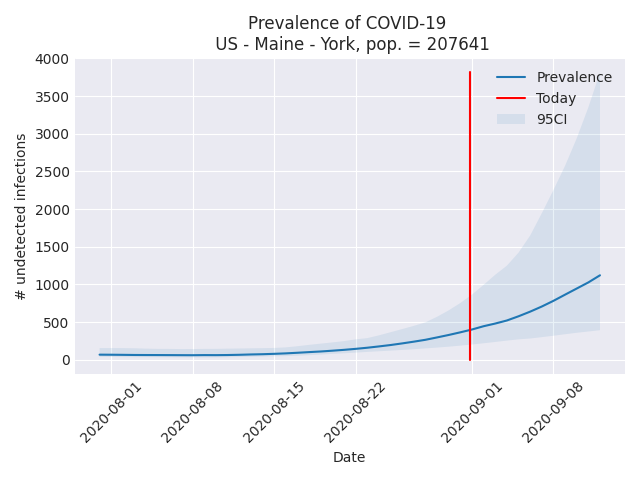 Prevalence of COVID-19
US - Maine - York, pop. = 207641
Prevalence
Today
95CI
# undetected infections
4000
3500
3000
2500
2000
1500
1000
500
0
2020-08-01
2020-08-08
2020-08-15
2020-08-22
2020-09-01
2020-09-08
Date